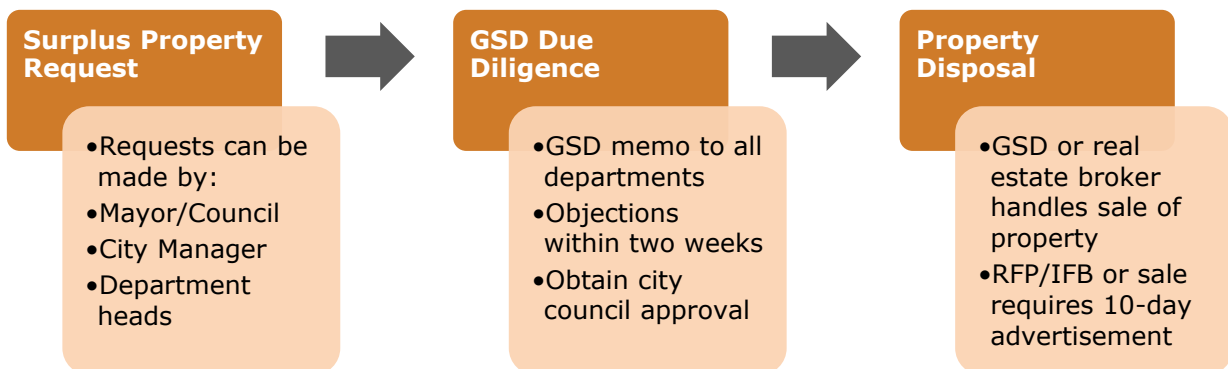 Surplus Property
Request
•Requests can be
made by:
•Mayor/Council
•City Manager
•Department
heads
GSD Due
Diligence
•GSD memo to all
departments
•Objections
within two weeks
•Obtain city
council approval
Property
Disposal
•GSD or real
estate broker
handles sale of
property
•RFP/IFB or sale
requires 10-day
advertisement